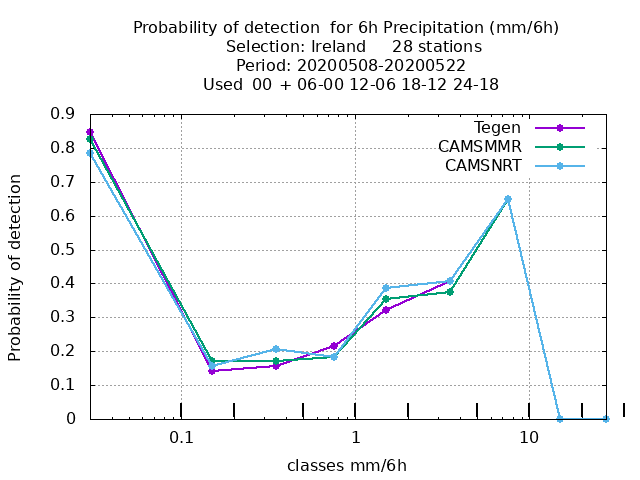 Probability of detection  for 6h Precipitation (mm/6h)
Selection: Ireland     28 stations
Period: 20200508-20200522
Used  00  + 06-00 12-06 18-12 24-18
Tegen
CAMSMMR
CAMSNRT
0.9
0.8
0.7
0.6
0.5
0.4
0.3
0.2
0.1
0
Probability of detection
0.1 1 10
classes mm/6h